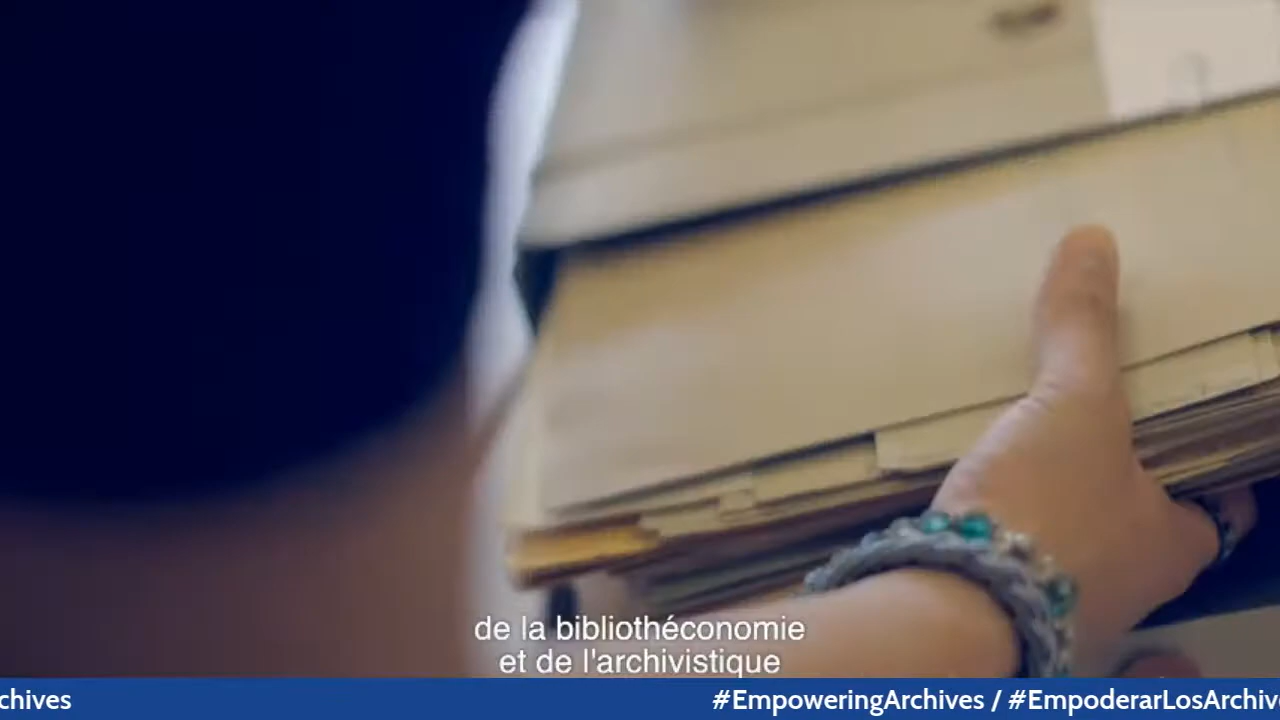 de la bibliothéconomie
et de l'archivistique
chives #EmpoweringArchives / #EmpoderarLosArchiv